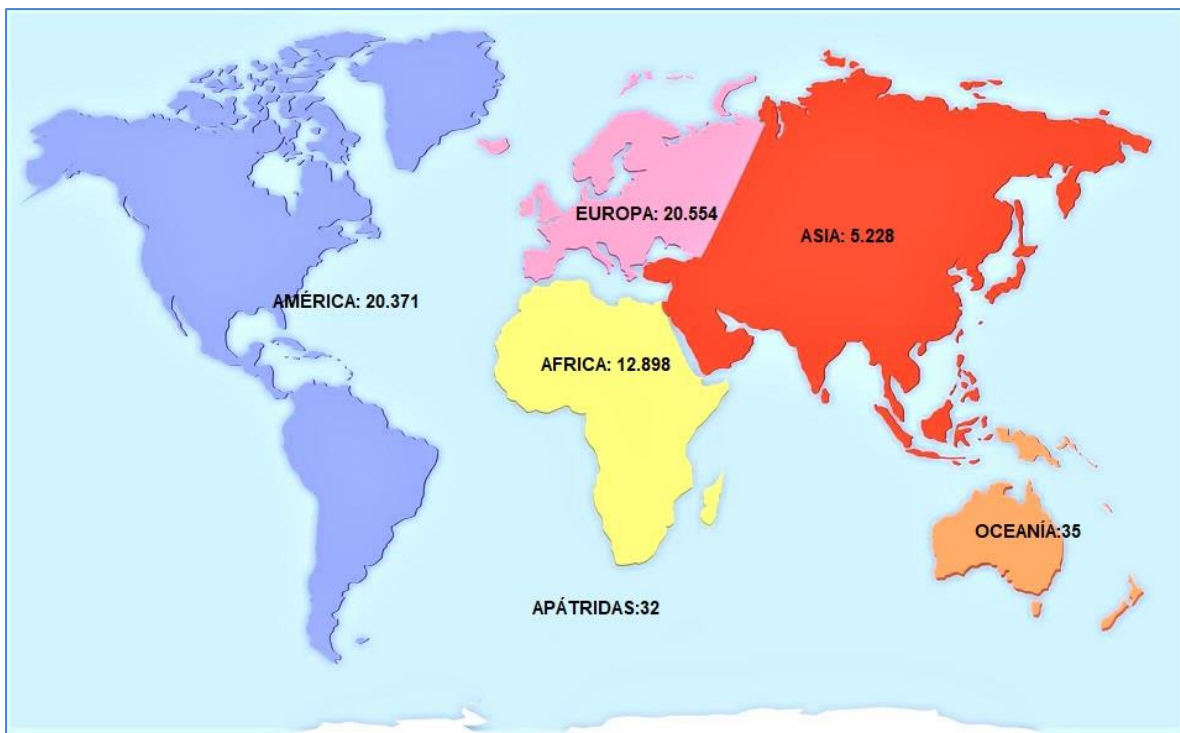 EUROPA: 20.554
ASIA: 5.228
AMÉRICA: 20.371
AFRICA: 12.898
OCEANÍA:35
APÁTRIDAS:32